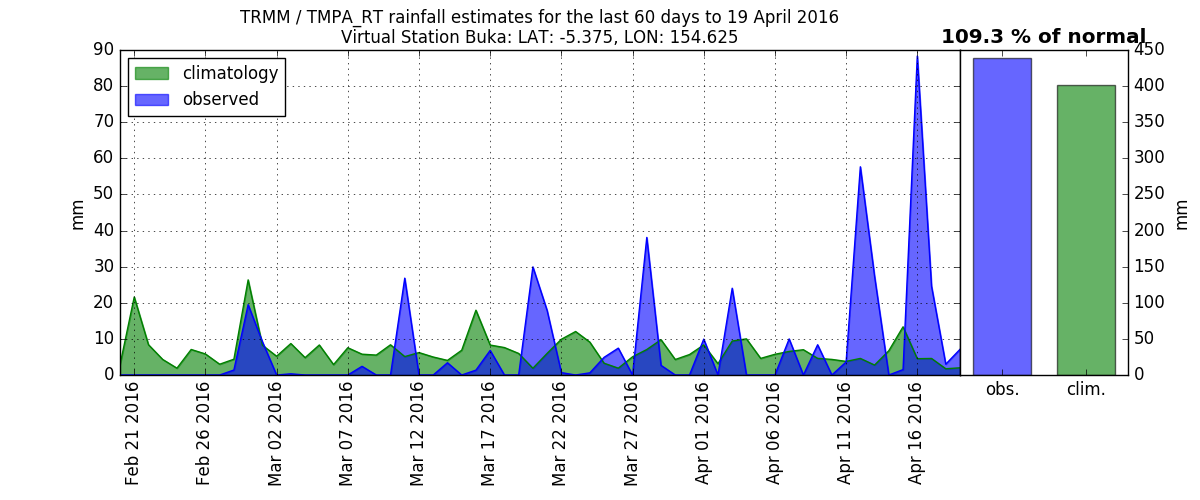 TRMM / TMPA_RT rainfall estimates for the last 60 days to 19 April 2016
Virtual Station Buka: LAT: -5.375, LON: 154.625
109.3 % of normal
climatology
observed
mm
90
80
70
60
50
40
30
20
10
0
450
400
350
300
250
200
150
100
50
0
mm
Feb 21 2016
Feb 26 2016
Mar 02 2016
Mar 07 2016
Mar 12 2016
Mar 17 2016
Mar 22 2016
Mar 27 2016
Apr 01 2016
Apr 06 2016
Apr 11 2016
Apr 16 2016
obs.
clim.